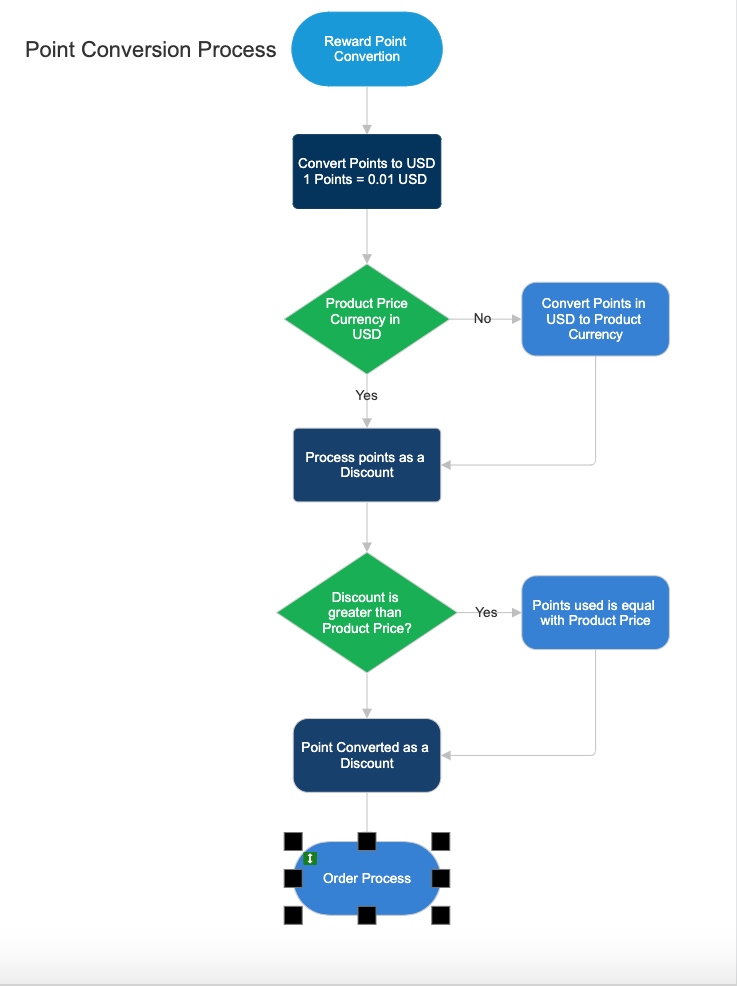 Point Conversion Process
Reward Point
Convertion
Convert Points to USD
1 Points = 0.01 USD
Product Price
Currency in
USD
No
Convert Points in
USD to Product
Currency
Yes
Process points as a
Discount
Discount is
greater than
Product Price?
Yes
Points used is equal
with Product Price
Point Converted as a
Discount
Order Process